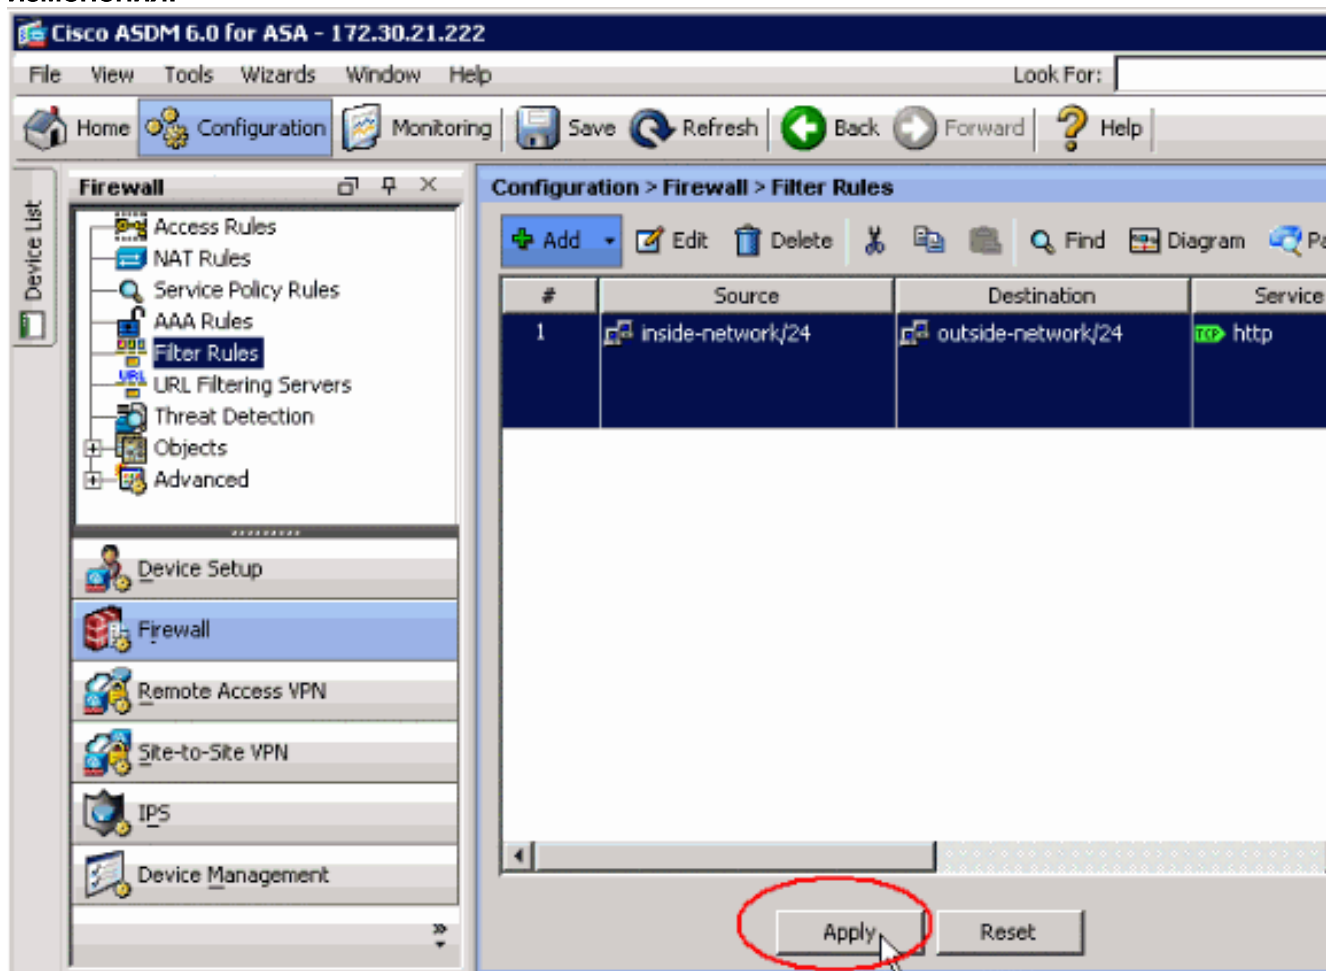 изменения.
Cisco ASDM 6.0 for ASA - 172.30.21.222
File View Tools Wizards Window Help Look For:
Home Configuration Monitoring Save Refresh Back Forward Help
Device List
Firewall
Access Rules
NAT Rules
Service Policy Rules
AAA Rules
Filter Rules
URL Filtering Servers
Threat Detection
Objects
Advanced
Device Setup
Firewall
Remote Access VPN
Site-to-Site VPN
IPS
Device Management
Configuration > Firewall > Filter Rules
Add Edit Delete Find Diagram Pa
# Source Destination Service
1 inside-network/24 outside-network/24 TCP http
Apply Reset